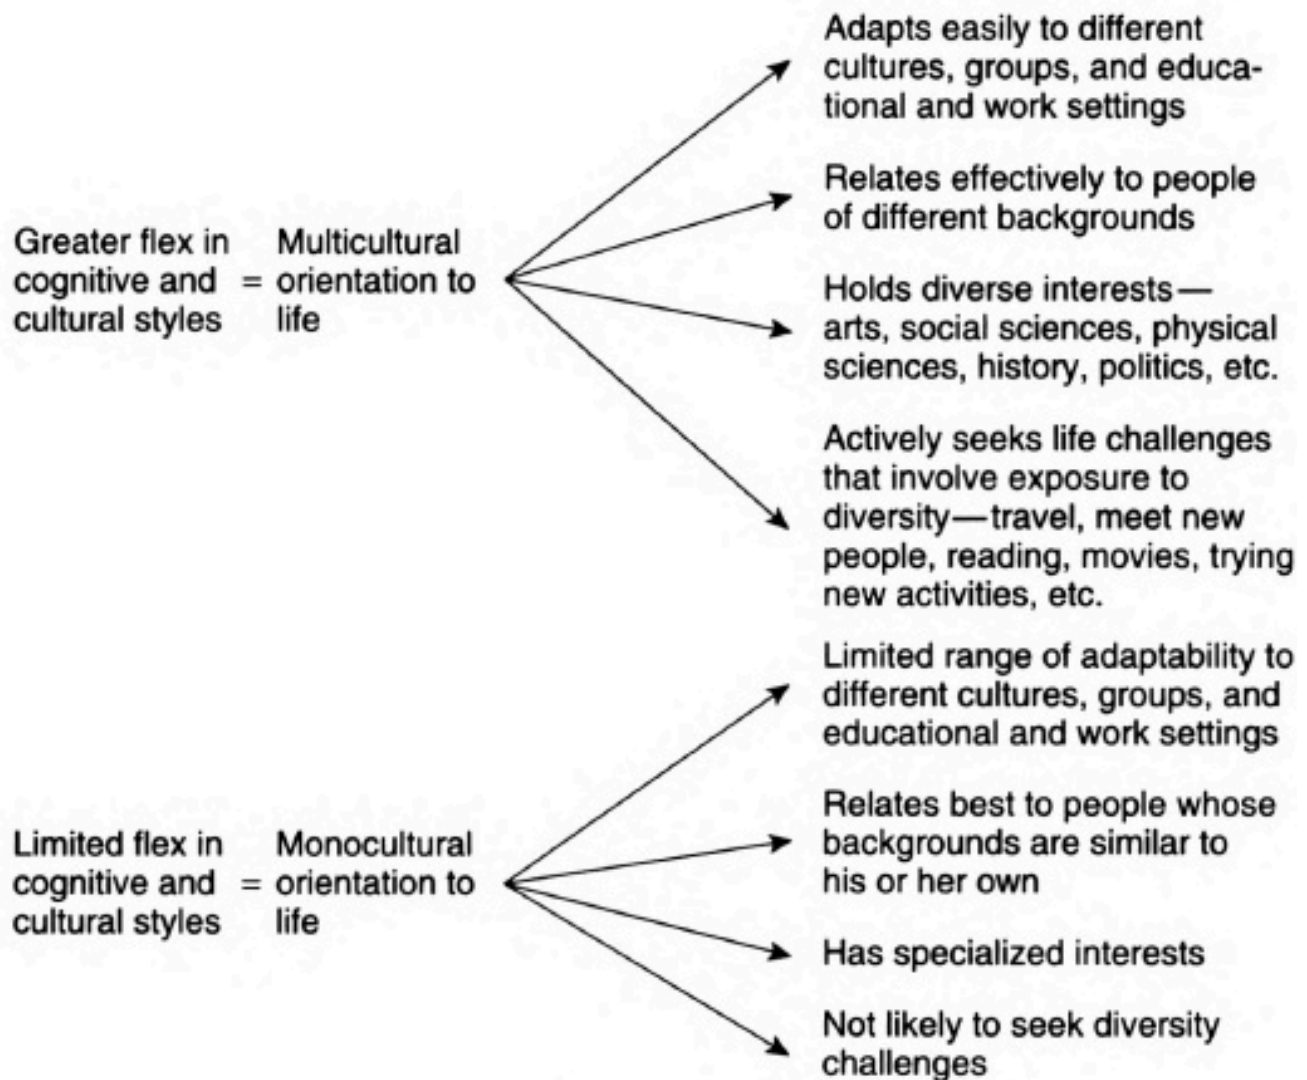 Adapts easily to different
cultures, groups, and educa-
tional and work settings
Relates effectively to people
of different backgrounds
Greater flex in
cognitive and
cultural styles
=
Multicultural
orientation to
life
Holds diverse interests—
arts, social sciences, physical
sciences, history, politics, etc.
Actively seeks life challenges
that involve exposure to
diversity—travel, meet new
people, reading, movies, trying
new activities, etc.
Limited range of adaptability to
different cultures, groups, and
educational and work settings
Limited flex in
cognitive and
cultural styles
=
Monocultural
orientation to
life
Relates best to people whose
backgrounds are similar to
his or her own
Has specialized interests
Not likely to seek diversity
challenges